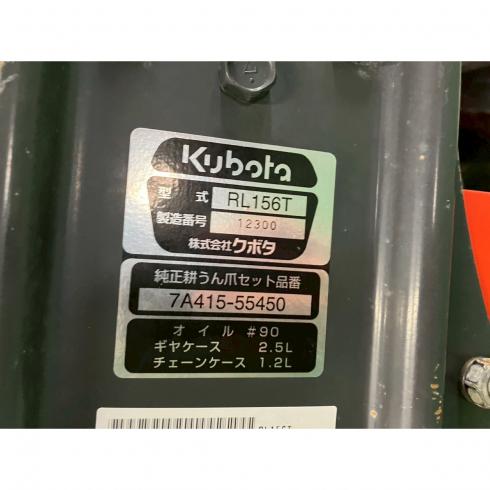 Kubota
型式 RL156T
製造番号 12300
株式会社クボタ
純正耕うん爪セット品番
7A415-55450
オイル #90
ギヤケース 2.5L
チェーンケース 1.2L
RL156T